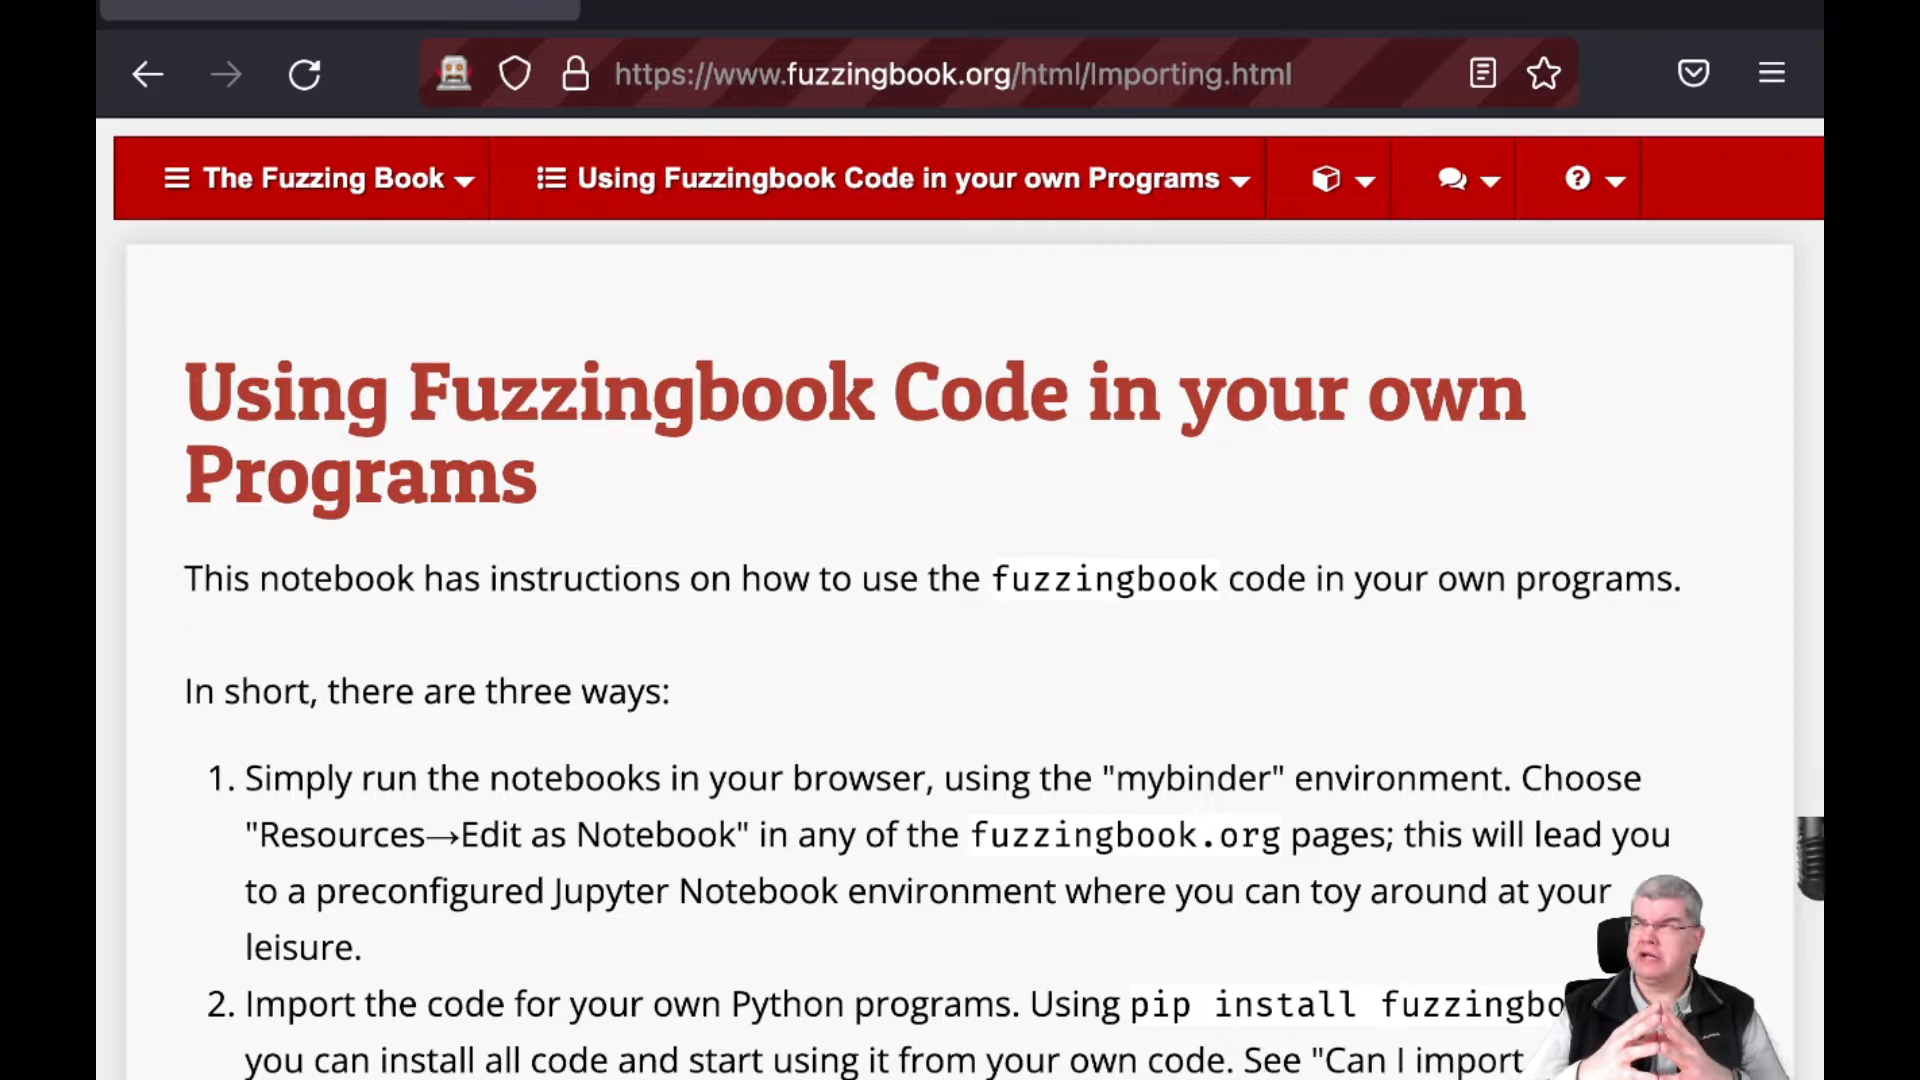 https://www.fuzzingbook.org/html/Importing.html
The Fuzzing Book
Using Fuzzingbook Code in your own Programs
Using Fuzzingbook Code in your own
Programs
This notebook has instructions on how to use the fuzzingbook code in your own programs.
In short, there are three ways:
1. Simply run the notebooks in your browser, using the "mybinder" environment. Choose
"Resources→Edit as Notebook" in any of the fuzzingbook.org pages; this will lead you
to a preconfigured Jupyter Notebook environment where you can toy around at your
leisure.
2. Import the code for your own Python programs. Using pip install fuzzingbo
you can install all code and start using it from your own code. See "Can I import